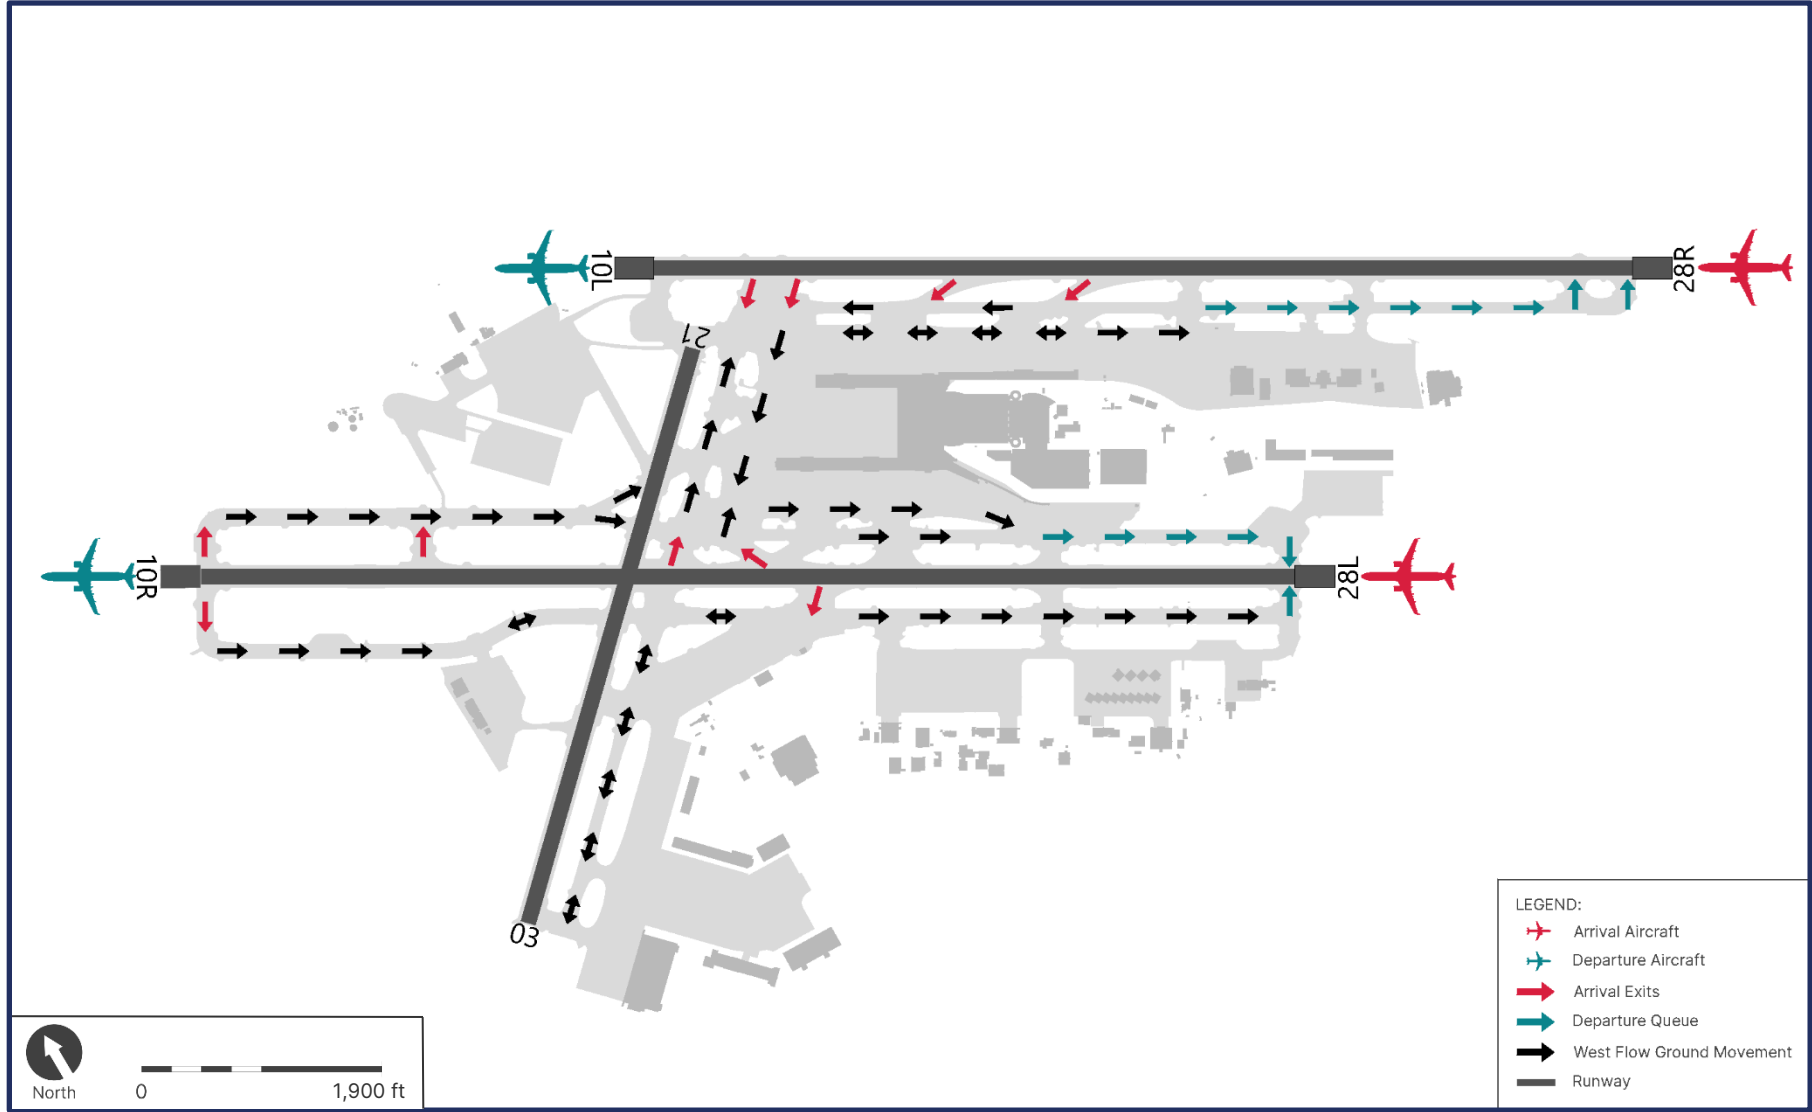 10L
28R
21
10R
28L
03
LEGEND:
Arrival Aircraft
Departure Aircraft
Arrival Exits
Departure Queue
West Flow Ground Movement
Runway
North
0
1,900 ft